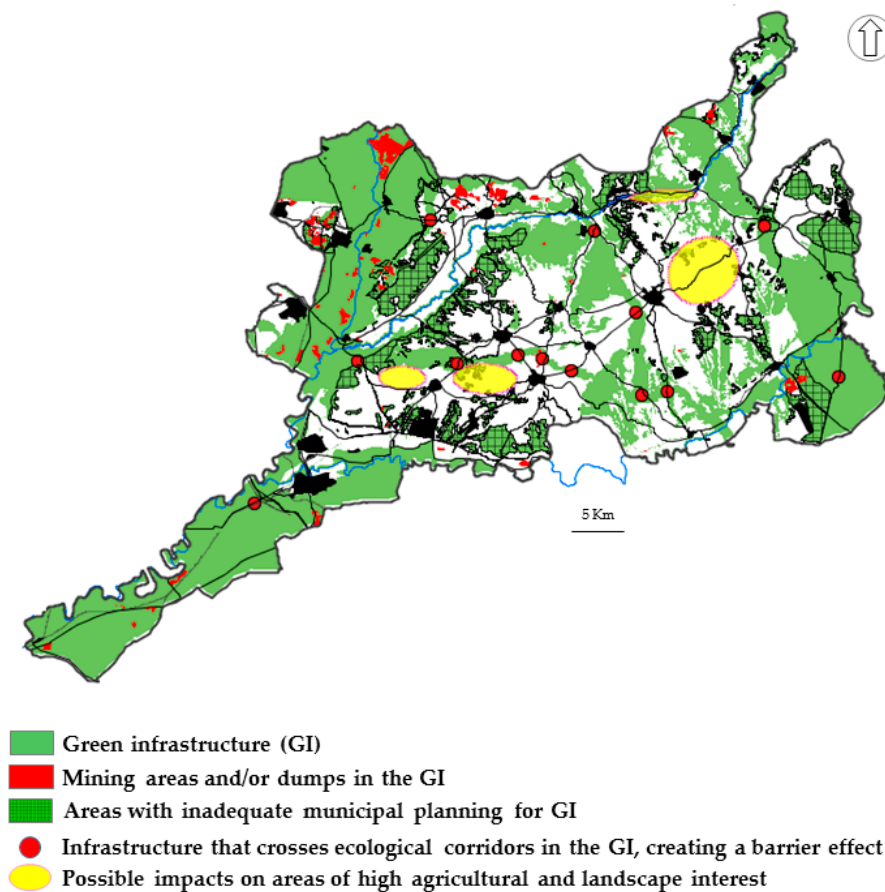 5 Km
Green infrastructure (GI)
Mining areas and/or dumps in the GI
Areas with inadequate municipal planning for GI
Infrastructure that crosses ecological corridors in the GI, creating a barrier effect
Possible impacts on areas of high agricultural and landscape interest